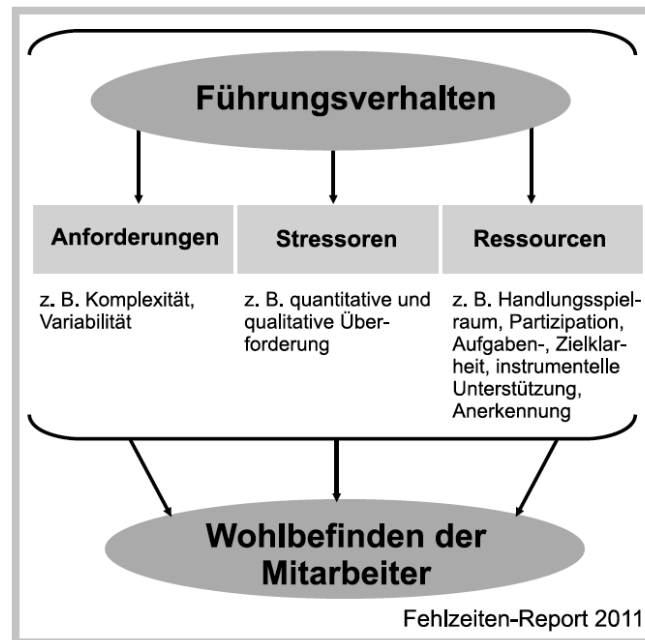 Führungsverhalten
Anforderungen
Stressoren
Ressourcen
z. B. Komplexität,
Variabilität
z. B. quantitative und
qualitative Über-
forderung
z. B. Handlungsspiel-
raum, Partizipation,
Aufgaben-, Zielklar-
heit, instrumentelle
Unterstützung,
Anerkennung
Wohlbefinden der
Mitarbeiter
Fehlzeiten-Report 2011